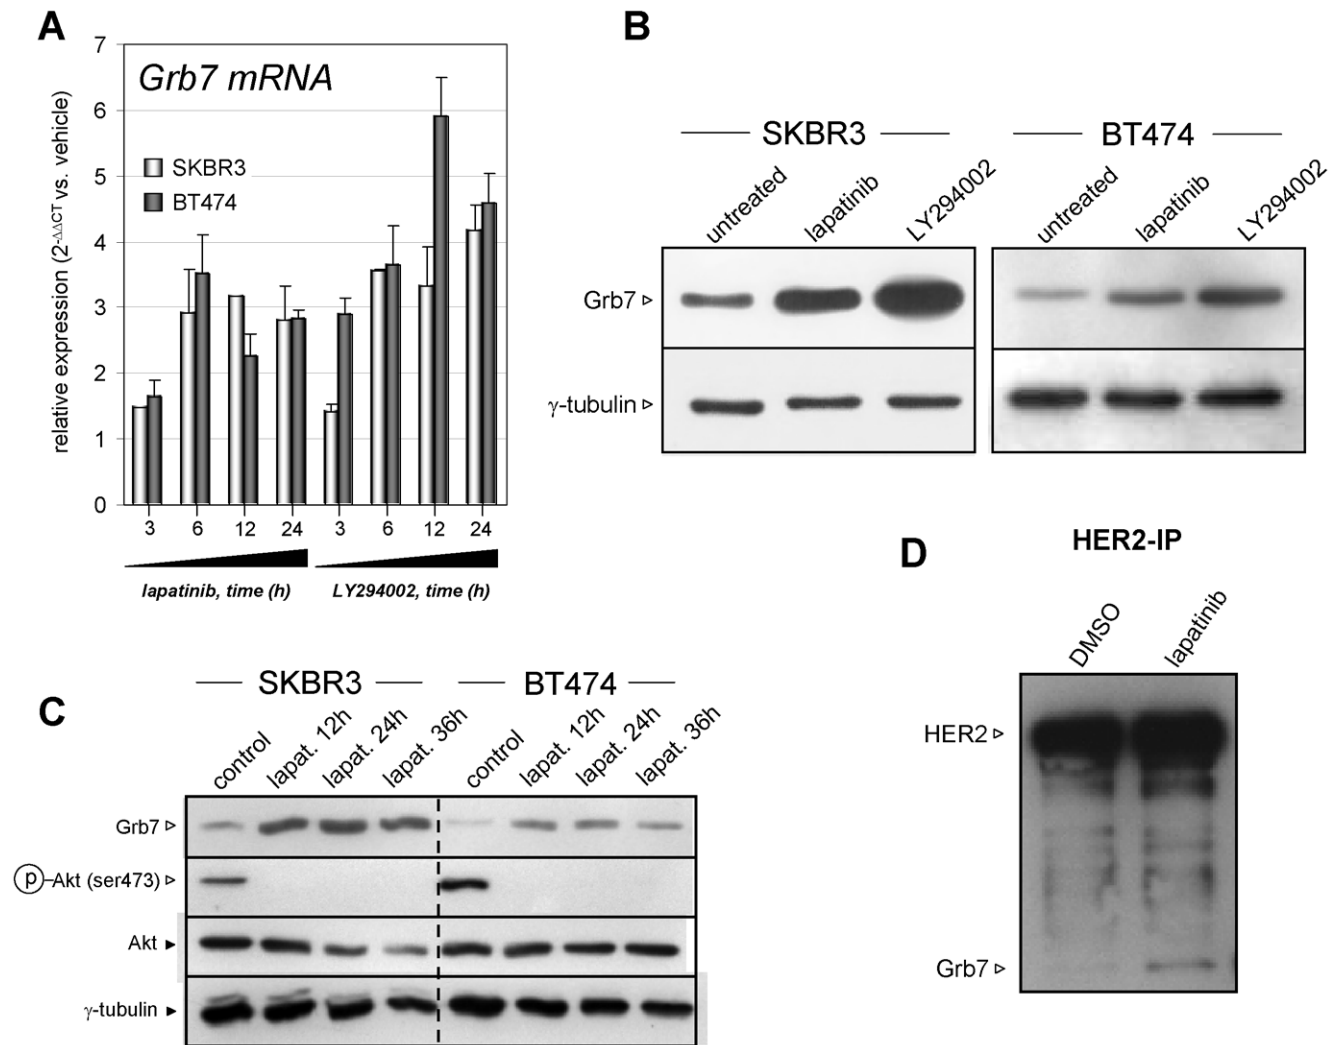 A
Grb7 mRNA
relative expression (2-ΔΔCT vs. vehicle)
7
6
5
4
3
2
1
0
SKBR3
BT474
3 6 12 24 3 6 12 24
lapatinib, time (h) LY294002, time (h)
B
SKBR3 BT474
untreated lapatinib LY294002 untreated lapatinib LY294002
Grb7
γ-tubulin
C
SKBR3 BT474
control lapat. 12h lapat. 24h lapat. 36h control lapat. 12h lapat. 24h lapat. 36h
Grb7
p-Akt (ser473)
Akt
γ-tubulin
D
HER2-IP
DMSO lapatinib
HER2
Grb7